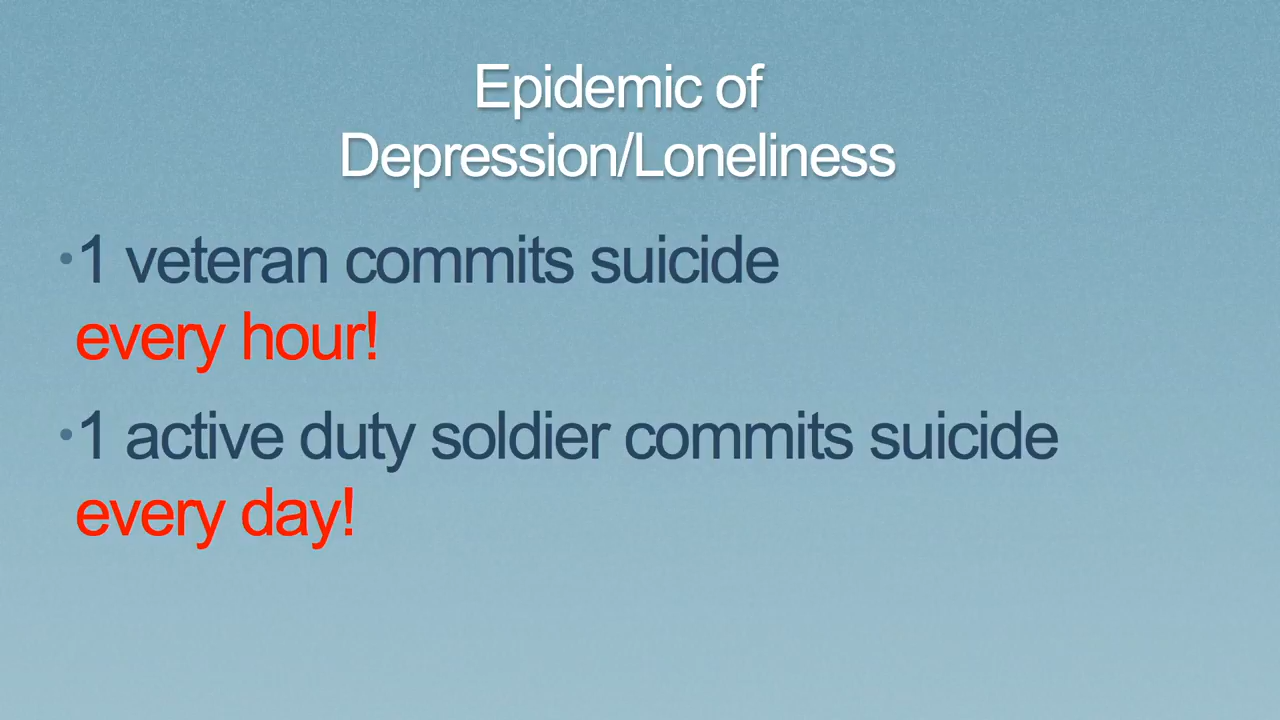 Epidemic of
Depression/Loneliness
•1 veteran commits suicide
every hour!
•1 active duty soldier commits suicide
every day!